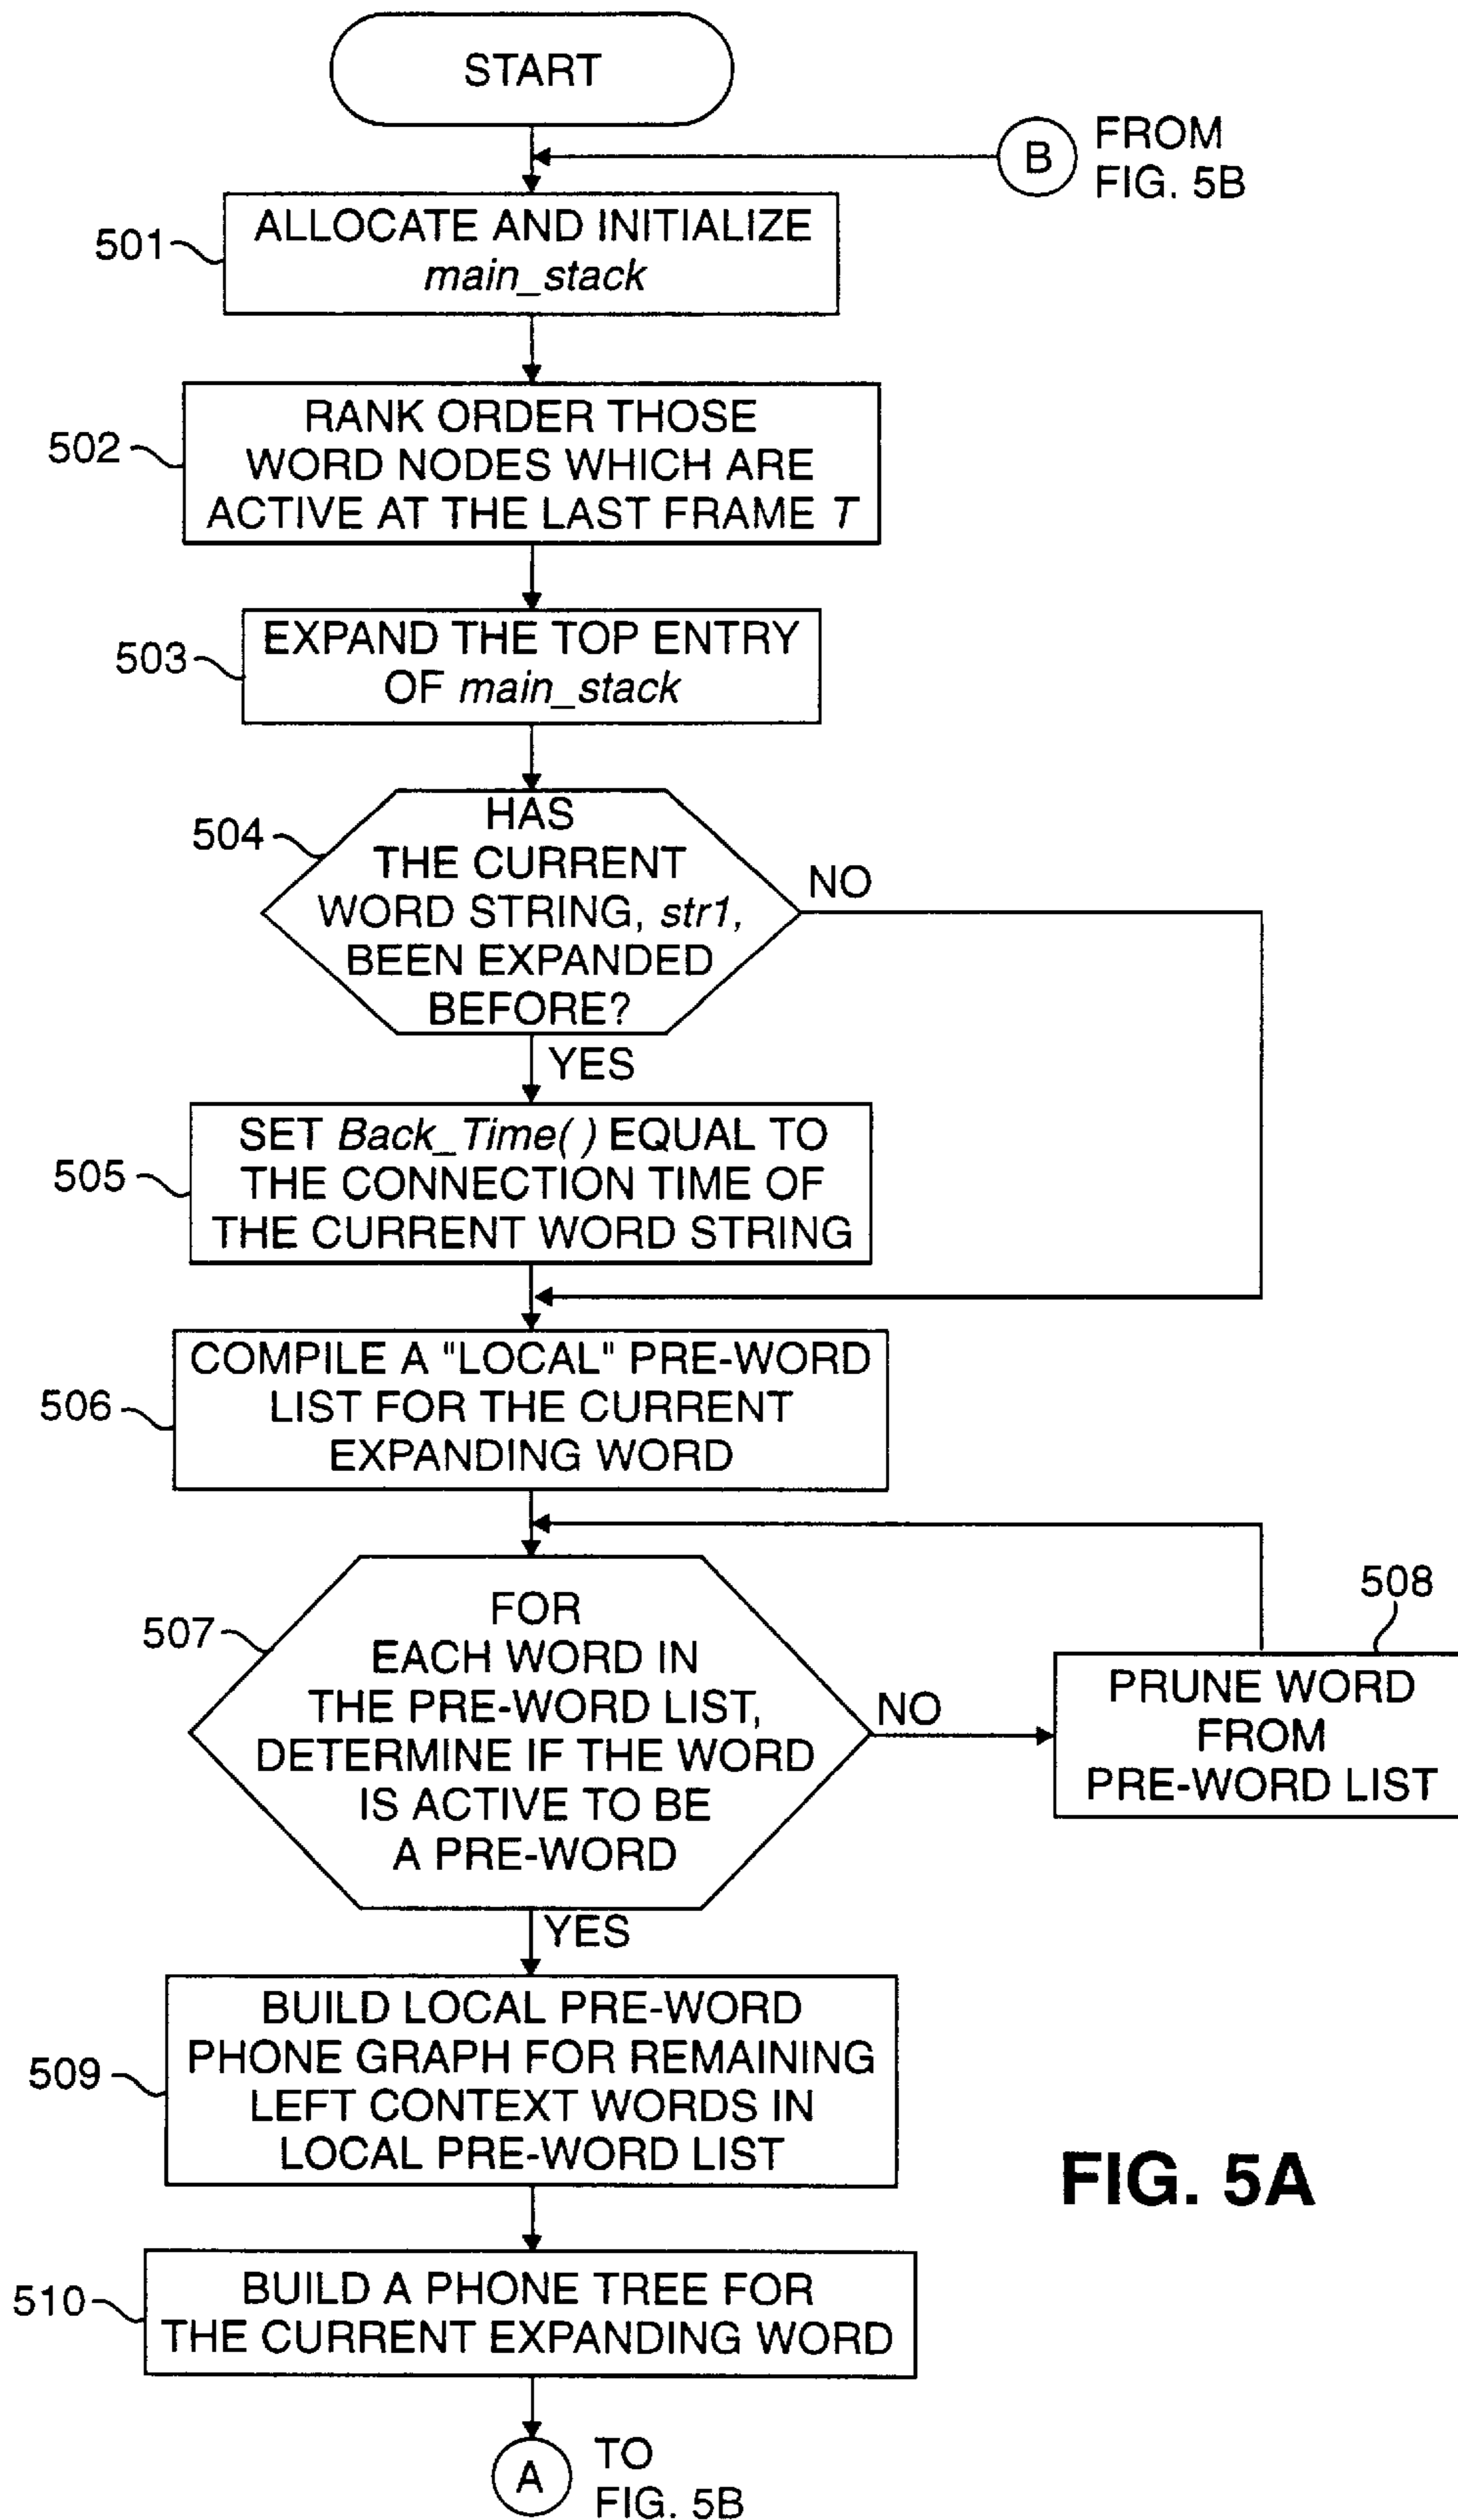 START
B
FROM
FIG. 5B
501
ALLOCATE AND INITIALIZE
main_stack
502
RANK ORDER THOSE
WORD NODES WHICH ARE
ACTIVE AT THE LAST FRAME T
503
EXPAND THE TOP ENTRY
OF main_stack
504
HAS
THE CURRENT
WORD STRING, str1,
BEEN EXPANDED
BEFORE?
NO
YES
505
SET Back_Time( ) EQUAL TO
THE CONNECTION TIME OF
THE CURRENT WORD STRING
506
COMPILE A "LOCAL" PRE-WORD
LIST FOR THE CURRENT
EXPANDING WORD
507
FOR
EACH WORD IN
THE PRE-WORD LIST,
DETERMINE IF THE WORD
IS ACTIVE TO BE
A PRE-WORD
NO
508
PRUNE WORD
FROM
PRE-WORD LIST
YES
509
BUILD LOCAL PRE-WORD
PHONE GRAPH FOR REMAINING
LEFT CONTEXT WORDS IN
LOCAL PRE-WORD LIST
FIG. 5A
510
BUILD A PHONE TREE FOR
THE CURRENT EXPANDING WORD
A
TO
FIG. 5B